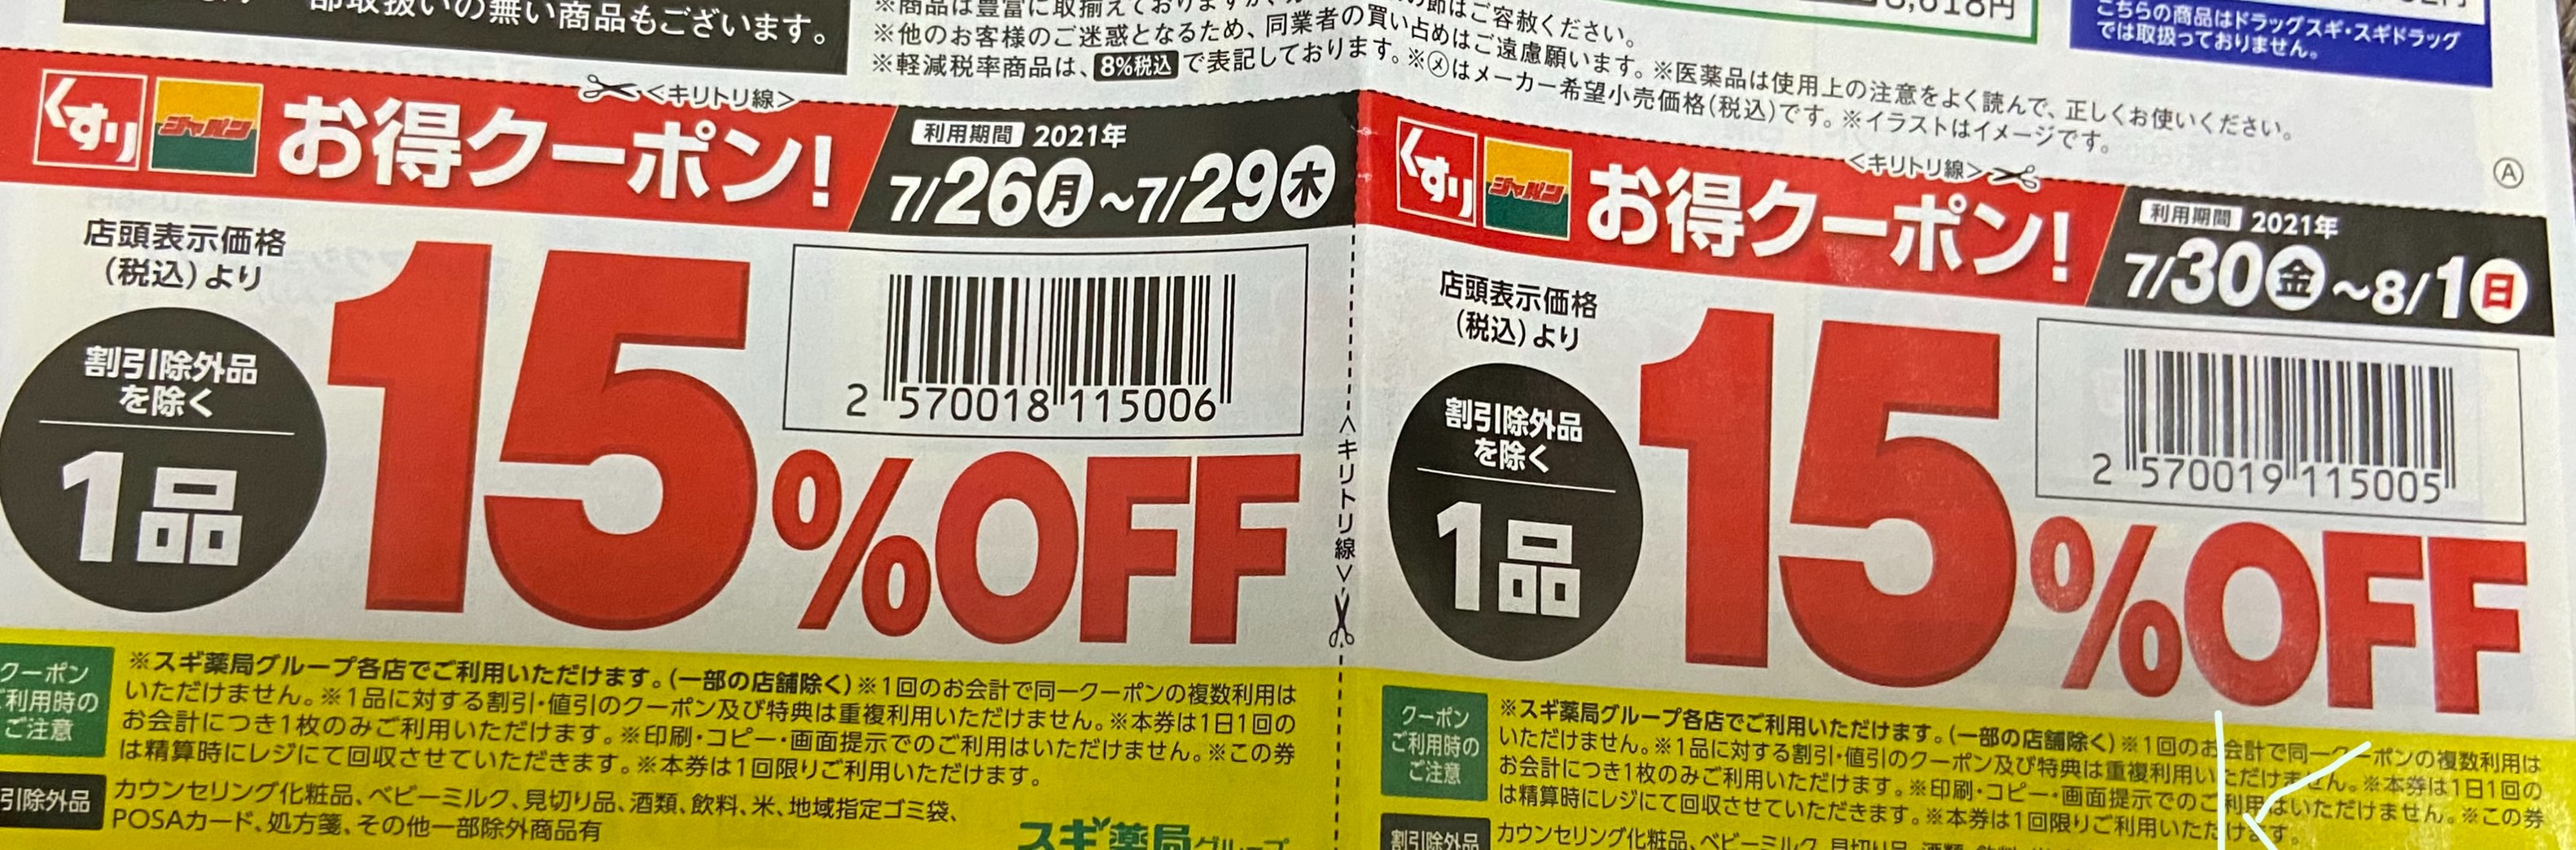 部取扱いの無い商品もございます。
※他のお客様のご迷惑となるため、同業者の買い占めはご遠慮願います。※医薬品は使用上の注意をよく読んで、正しくお使いください。
※軽減税率商品は、8%税込で表記しております。※㋱はメーカー希望小売価格(税込)です。※イラストはイメージです。
こちらの商品はドラッグスギ・スギドラッグ
では取扱っておりません。
Ⓐ
<キリトリ線>
くすり ジャパン お得クーポン!
利用期間 2021年
7/26月~7/29木
店頭表示価格
(税込)より
割引除外品
を除く
1品
15%OFF
2 570018 115006
<キリトリ線>
クーポン
ご利用時の
ご注意
※スギ薬局グループ各店でご利用いただけます。(一部の店舗除く)※1回のお会計で同一クーポンの複数利用は
いただけません。※1品に対する割引・値引のクーポン及び特典は重複利用いただけません。※本券は1日1回の
お会計につき1枚のみご利用いただけます。※印刷・コピー・画面提示でのご利用はいただけません。※この券
は精算時にレジにて回収させていただきます。※本券は1回限りご利用いただけます。
引除外品
カウンセリング化粧品、ベビーミルク、見切り品、酒類、飲料、米、地域指定ゴミ袋、
POSAカード、処方箋、その他一部除外商品有
スギ薬局グループ
<キリトリ線>
くすり ジャパン お得クーポン!
利用期間 2021年
7/30金~8/1日
店頭表示価格
(税込)より
割引除外品
を除く
1品
15%OFF
2 570019 115005
クーポン
ご利用時の
ご注意
※スギ薬局グループ各店でご利用いただけます。(一部の店舗除く)※1回のお会計で同一クーポンの複数利用は
いただけません。※1品に対する割引・値引のクーポン及び特典は重複利用いただけません。※本券は1日1回の
お会計につき1枚のみご利用いただけます。※印刷・コピー・画面提示でのご利用はいただけません。※この券
は精算時にレジにて回収させていただきます。※本券は1回限りご利用いただけます。
割引除外品
カウンセリング化粧品、ベビーミルク、見切り品